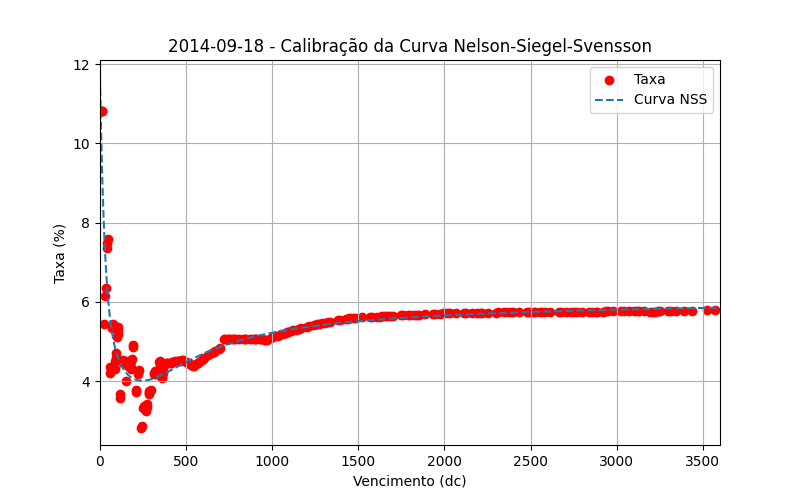 2014-09-18 - Calibração da Curva Nelson-Siegel-Svensson
Taxa
Curva NSS
Taxa (%)
12
10
8
6
4
0 500 1000 1500 2000 2500 3000 3500
Vencimento (dc)